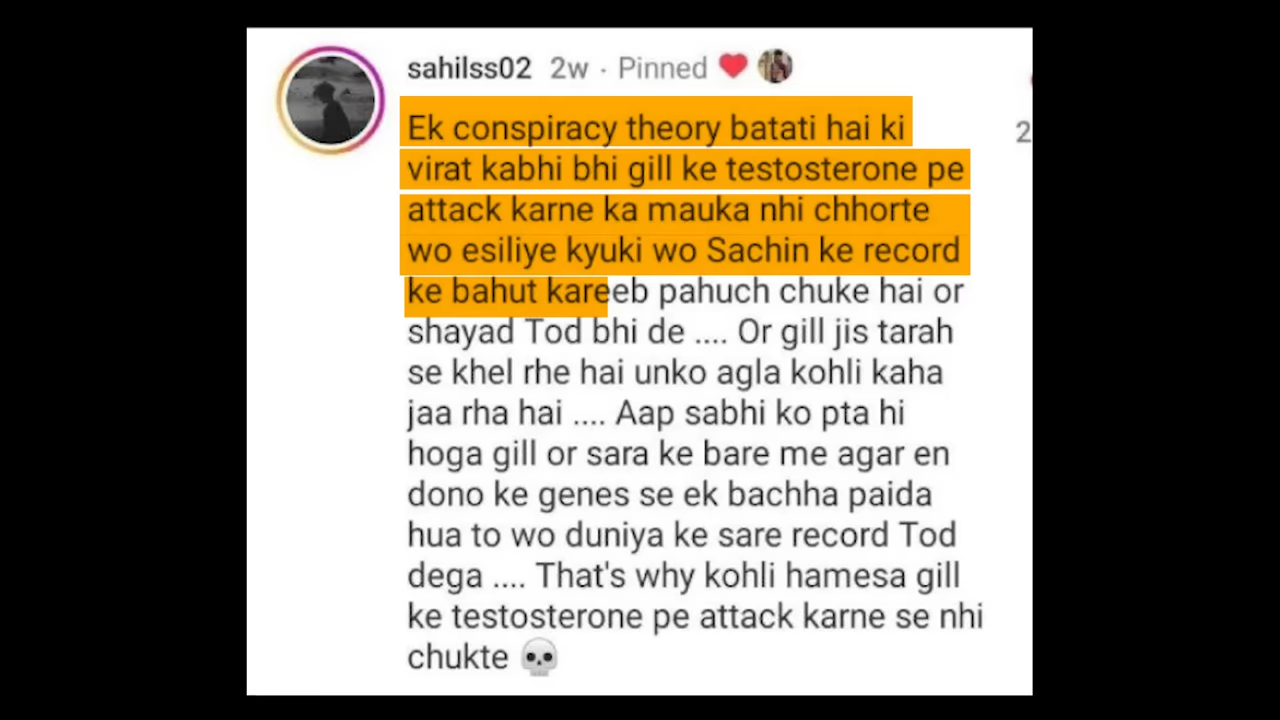 sahilss02 2w · Pinned ❤️
Ek conspiracy theory batati hai ki
2
virat kabhi bhi gill ke testosterone pe
attack karne ka mauka nhi chhorte
wo esiliye kyuki wo Sachin ke record
ke bahut kareeb pahuch chuke hai or
shayad Tod bhi de .... Or gill jis tarah
se khel rhe hai unko agla kohli kaha
jaa rha hai .... Aap sabhi ko pta hi
hoga gill or sara ke bare me agar en
dono ke genes se ek bachha paida
hua to wo duniya ke sare record Tod
dega .... That's why kohli hamesa gill
ke testosterone pe attack karne se nhi
chukte 💀